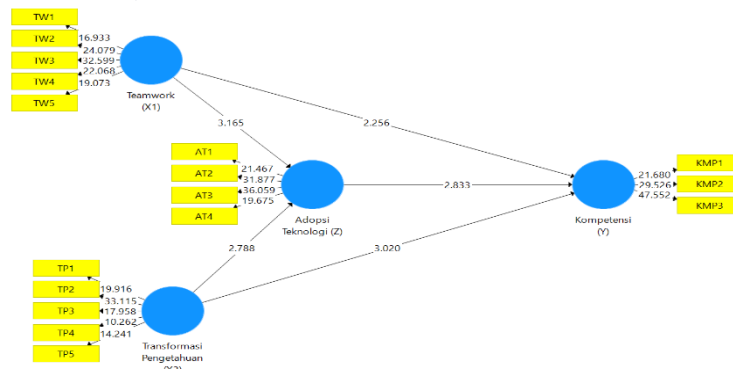 TW1
TW2
TW3
TW4
TW5
16.933
24.079
32.599
22.068
19.073
Teamwork
(X1)
3.165
2.256
AT1
AT2
AT3
AT4
21.467
31.877
36.059
19.675
Adopsi
Teknologi (Z)
2.833
21.680
29.526
47.552
KMP1
KMP2
KMP3
Kompetensi
(Y)
2.788
3.020
TP1
TP2
TP3
TP4
TP5
19.916
33.115
17.958
10.262
14.241
Transformasi
Pengetahuan